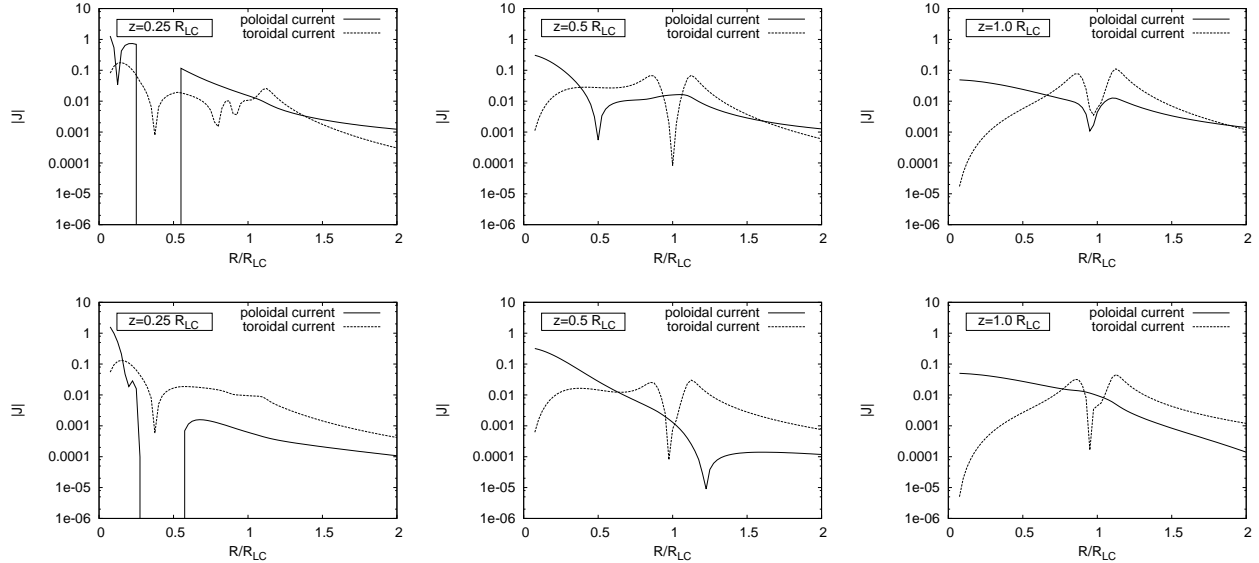 z=0.25 R_LC
poloidal current
toroidal current
10
1
0.1
0.01
0.001
0.0001
1e-05
1e-06
|J|
0 0.5 1 1.5 2
R/R_LC
z=0.5 R_LC
poloidal current
toroidal current
10
1
0.1
0.01
0.001
0.0001
1e-05
1e-06
|J|
0 0.5 1 1.5 2
R/R_LC
z=1.0 R_LC
poloidal current
toroidal current
10
1
0.1
0.01
0.001
0.0001
1e-05
1e-06
|J|
0 0.5 1 1.5 2
R/R_LC
z=0.25 R_LC
poloidal current
toroidal current
10
1
0.1
0.01
0.001
0.0001
1e-05
1e-06
|J|
0 0.5 1 1.5 2
R/R_LC
z=0.5 R_LC
poloidal current
toroidal current
10
1
0.1
0.01
0.001
0.0001
1e-05
1e-06
|J|
0 0.5 1 1.5 2
R/R_LC
z=1.0 R_LC
poloidal current
toroidal current
10
1
0.1
0.01
0.001
0.0001
1e-05
1e-06
|J|
0 0.5 1 1.5 2
R/R_LC